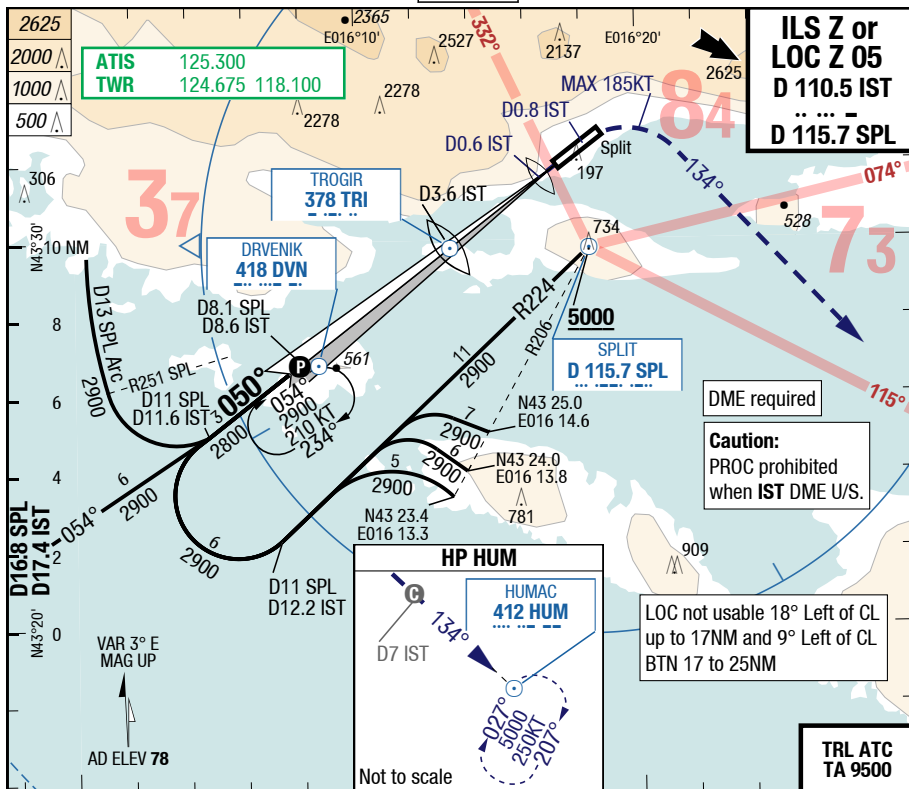 2625
2000
1000
500
ATIS 125.300
TWR 124.675 118.100
2365
E016°10'
2527
2137
E016°20'
2625
ILS Z or
LOC Z 05
D 110.5 IST
D 115.7 SPL
2278
2278
332°
MAX 185KT
D0.8 IST
D0.6 IST
Split
197
84
134°
074°
306
37
TROGIR
378 TRI
D3.6 IST
734
528
73
N43°30'
10 NM
DRVENIK
418 DVN
D8.1 SPL
D8.6 IST
P
561
R224
5000
R206
SPLIT
D 115.7 SPL
115°
D13 SPL Arc
2900
R251 SPL
D11 SPL
D11.6 IST
050°
3
2800
054°
2900
210 KT
234°
11
2900
8
6
4
2
0
7
2900
N43 25.0
E016 14.6
6
2900
N43 24.0
E016 13.8
5
2900
N43 23.4
E016 13.3
781
DME required
Caution:
PROC prohibited
when IST DME U/S.
6
2900
054°
D16.8 SPL
D17.4 IST
6
2900
D11 SPL
D12.2 IST
909
N43°20'
HP HUM
C
D7 IST
134°
HUMAC
412 HUM
027°
5000
250KT
207°
Not to scale
LOC not usable 18° Left of CL
up to 17NM and 9° Left of CL
BTN 17 to 25NM
VAR 3° E
MAG UP
AD ELEV 78
TRL ATC
TA 9500